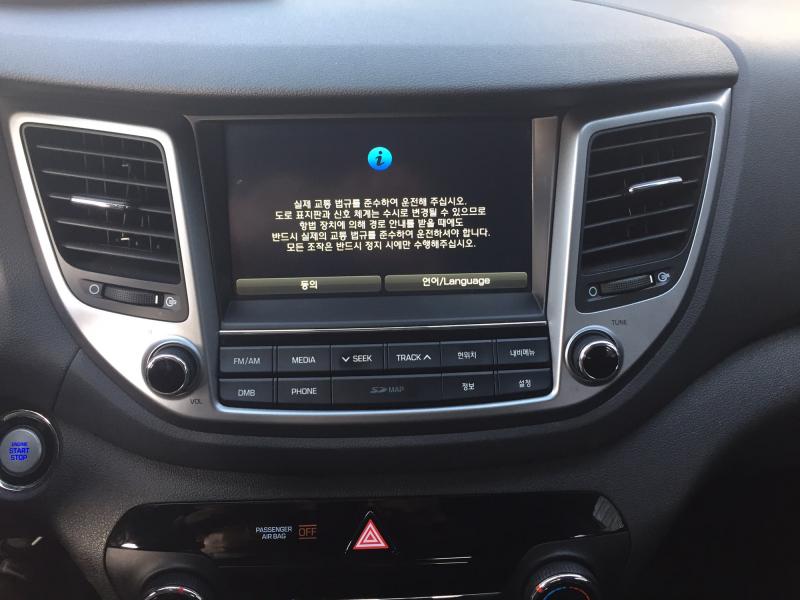 i
실제 교통 법규를 준수하여 운전해 주십시오.
도로 표지판과 신호 체계는 수시로 변경될 수 있으므로
항법 장치에 의해 경로 안내를 받을 때에도
반드시 실제의 교통 법규를 준수하여 운전하셔야 합니다.
모든 조작은 반드시 정지 시에만 수행해주십시오.
동의
언어/Language
TUNE
FM/AM
MEDIA
SEEK
TRACK
현위치
내비메뉴
VOL
DMB
PHONE
SD MAP
정보
설정
ENGINE
START
STOP
PASSENGER
AIR BAG
OFF